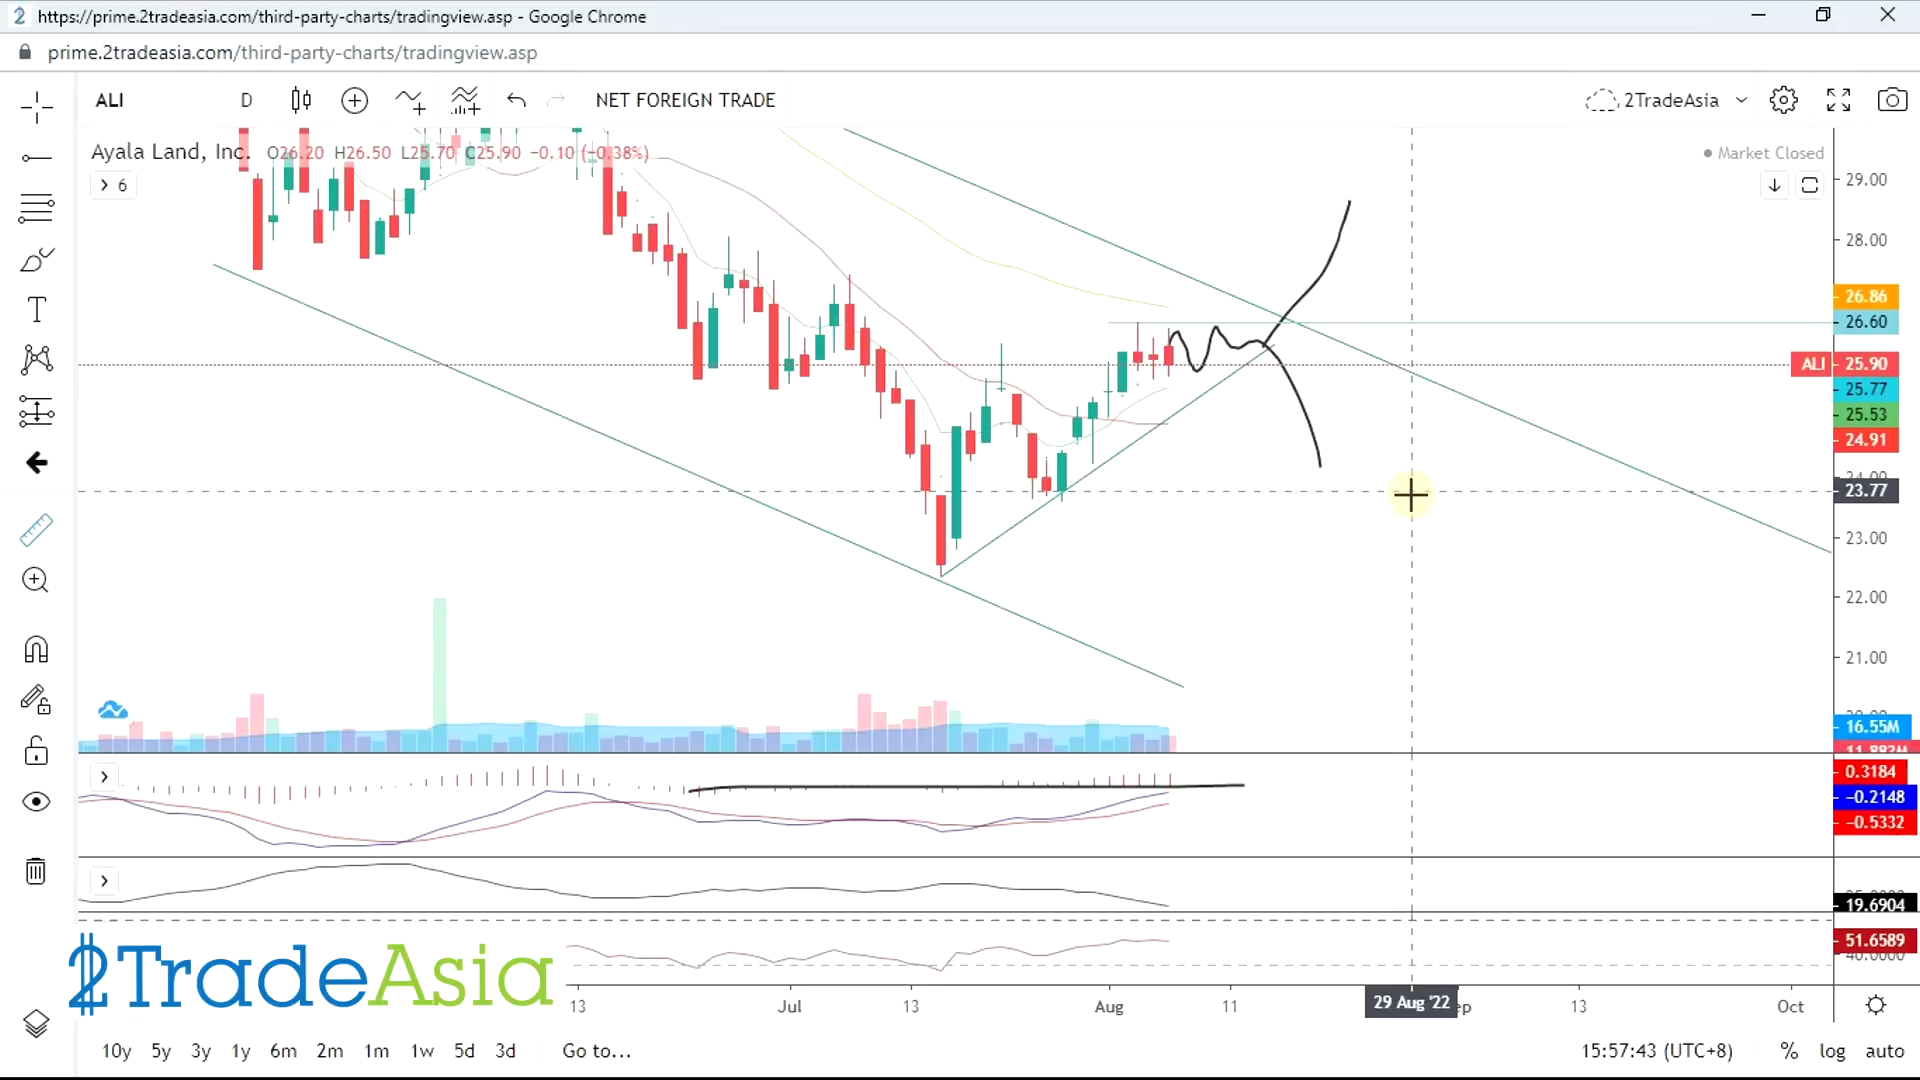 https://prime.2tradeasia.com/third-party-charts/tradingview.asp - Google Chrome
prime.2tradeasia.com/third-party-charts/tradingview.asp
ALI D NET FOREIGN TRADE 2TradeAsia
Ayala Land, Inc. O26.20 H26.50 L25.70 C25.90 −0.10 (−0.38%)
Market Closed
6
29.00
28.00
26.86
26.60
ALI 25.90
25.77
25.53
24.91
23.77
23.00
22.00
21.00
16.55M
0.3184
−0.2148
−0.5332
19.6904
51.6589
40.0000
2TradeAsia
13 Jul 13 Aug 11 29 Aug '22 13 Oct
10y 5y 3y 1y 6m 2m 1m 1w 5d 3d Go to... 15:57:43 (UTC+8) % log auto